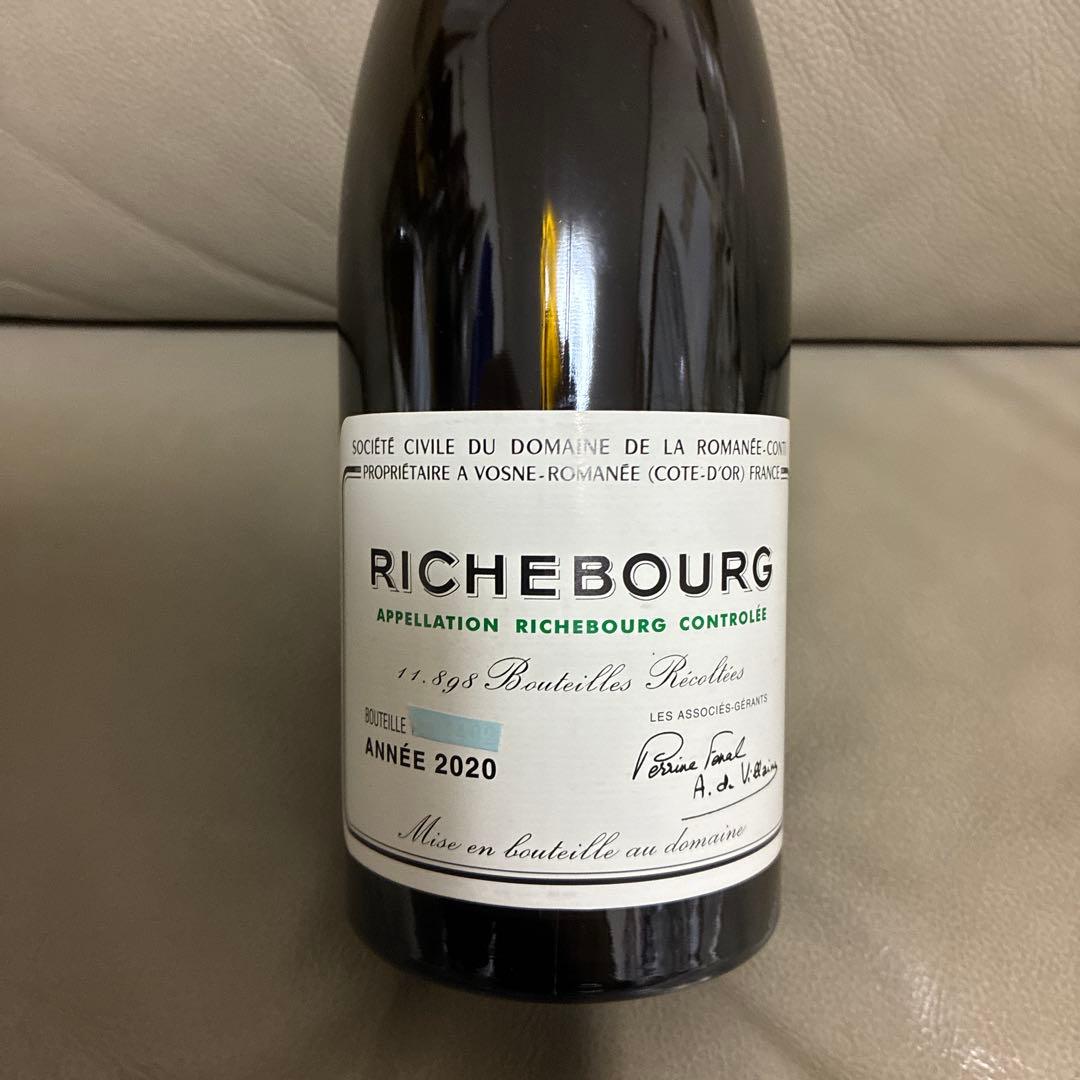 SOCIÉTÉ CIVILE DU DOMAINE DE LA ROMANÉE-CONTI
PROPRIÉTAIRE A VOSNE-ROMANÉE (COTE-D'OR) FRANCE
RICHEBOURG
APPELLATION RICHEBOURG CONTROLÉE
11.898 Bouteilles Récoltées
LES ASSOCIÉS-GÉRANTS
BOUTEILLE
ANNÉE 2020
Perrine Fenal
A. de Villaine
Mise en bouteille au domaine